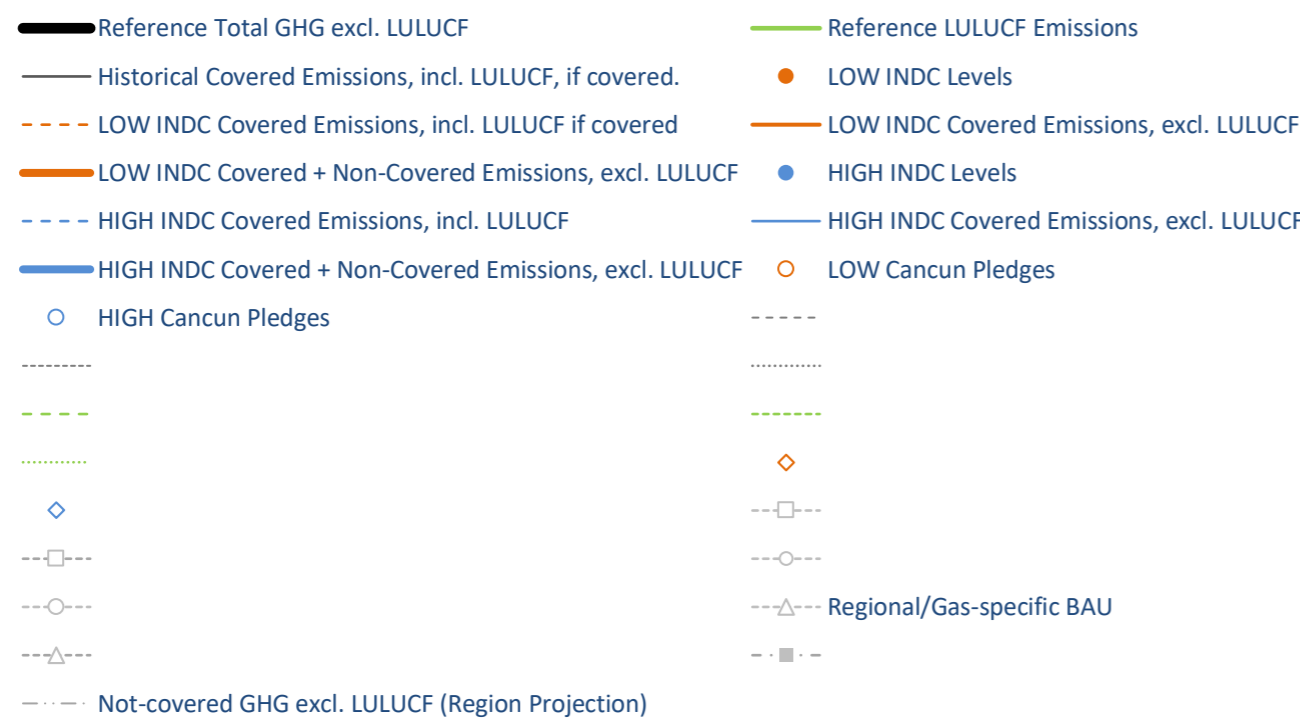 Reference Total GHG excl. LULUCF
Reference LULUCF Emissions
Historical Covered Emissions, incl. LULUCF, if covered.
LOW INDC Levels
LOW INDC Covered Emissions, incl. LULUCF if covered
LOW INDC Covered Emissions, excl. LULUCF
LOW INDC Covered + Non-Covered Emissions, excl. LULUCF
HIGH INDC Levels
HIGH INDC Covered Emissions, incl. LULUCF
HIGH INDC Covered Emissions, excl. LULUCF
HIGH INDC Covered + Non-Covered Emissions, excl. LULUCF
LOW Cancun Pledges
HIGH Cancun Pledges
Regional/Gas-specific BAU
Not-covered GHG excl. LULUCF (Region Projection)